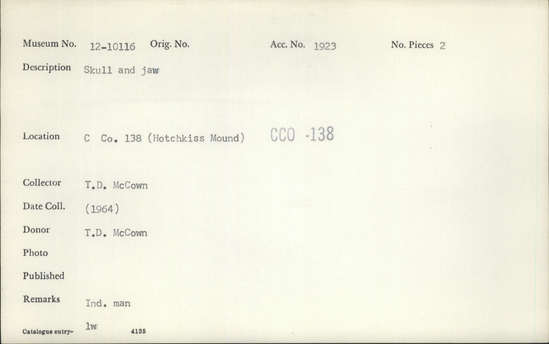 Museum No. 12-10116 Orig. No. Acc. No. 1923 No. Pieces 2
Description Skull and jaw
Location C Co. 138 (Hotchkiss Mound) CCO -138
Collector T.D. McCown
Date Coll. (1964)
Donor T.D. McCown
Photo
Published
Remarks Ind. man
lw
Catalogue entry- 4135